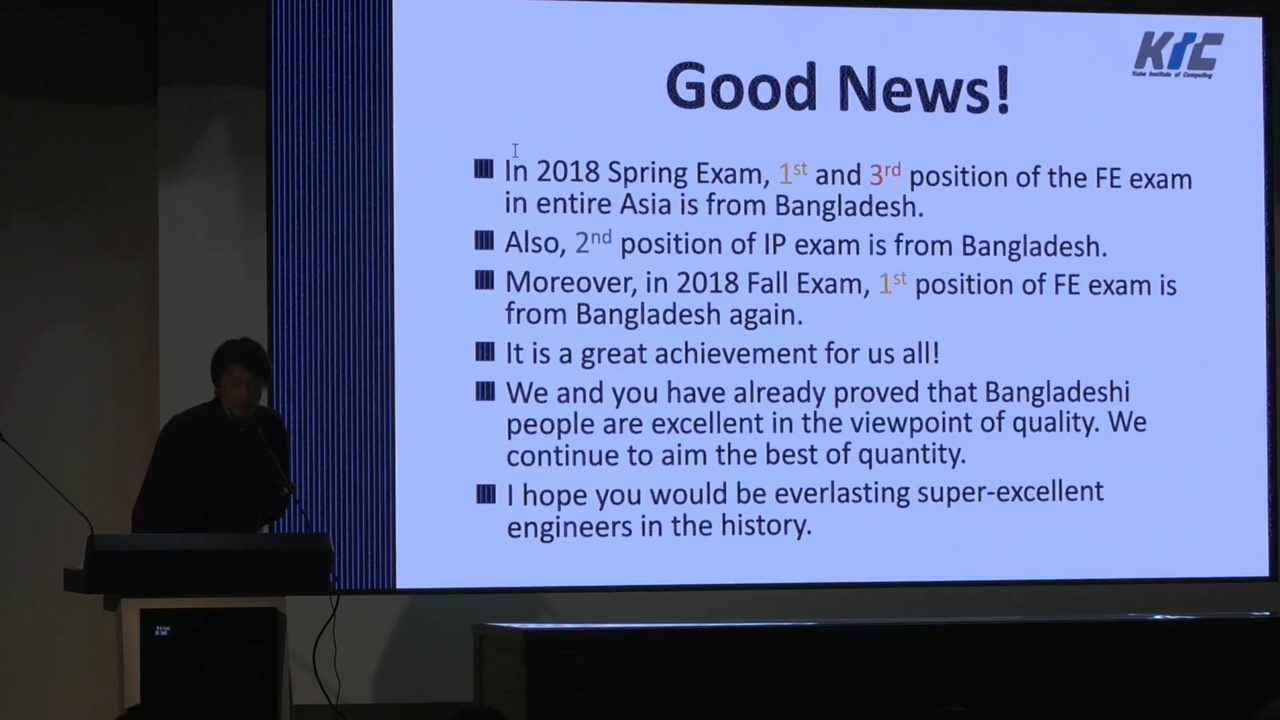 KIC
Kobe Institute of Computing
Good News!
In 2018 Spring Exam, 1st and 3rd position of the FE exam
in entire Asia is from Bangladesh.
Also, 2nd position of IP exam is from Bangladesh.
Moreover, in 2018 Fall Exam, 1st position of FE exam is
from Bangladesh again.
It is a great achievement for us all!
We and you have already proved that Bangladeshi
people are excellent in the viewpoint of quality. We
continue to aim the best of quantity.
I hope you would be everlasting super-excellent
engineers in the history.